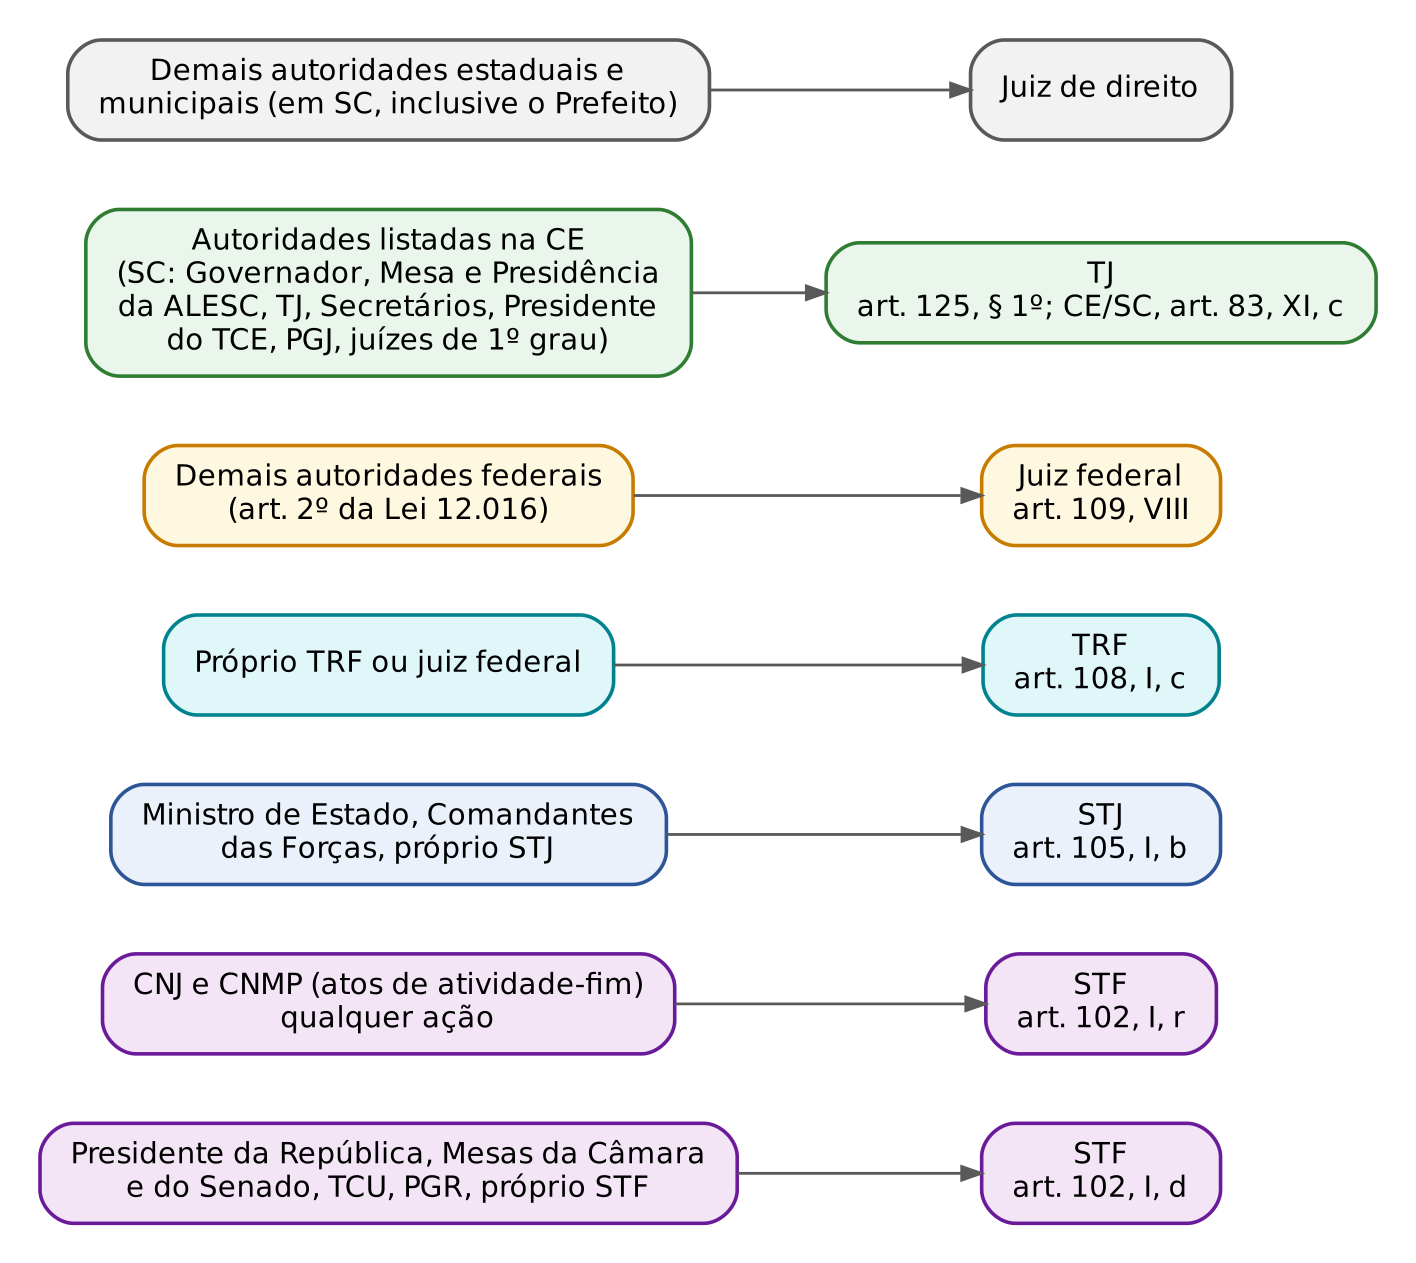 Demais autoridades estaduais e
municipais (em SC, inclusive o Prefeito)
Juiz de direito
Autoridades listadas na CE
(SC: Governador, Mesa e Presidência
da ALESC, TJ, Secretários, Presidente
do TCE, PGJ, juízes de 1º grau)
TJ
art. 125, § 1º; CE/SC, art. 83, XI, c
Demais autoridades federais
(art. 2º da Lei 12.016)
Juiz federal
art. 109, VIII
Próprio TRF ou juiz federal
TRF
art. 108, I, c
Ministro de Estado, Comandantes
das Forças, próprio STJ
STJ
art. 105, I, b
CNJ e CNMP (atos de atividade-fim)
qualquer ação
STF
art. 102, I, r
Presidente da República, Mesas da Câmara
e do Senado, TCU, PGR, próprio STF
STF
art. 102, I, d